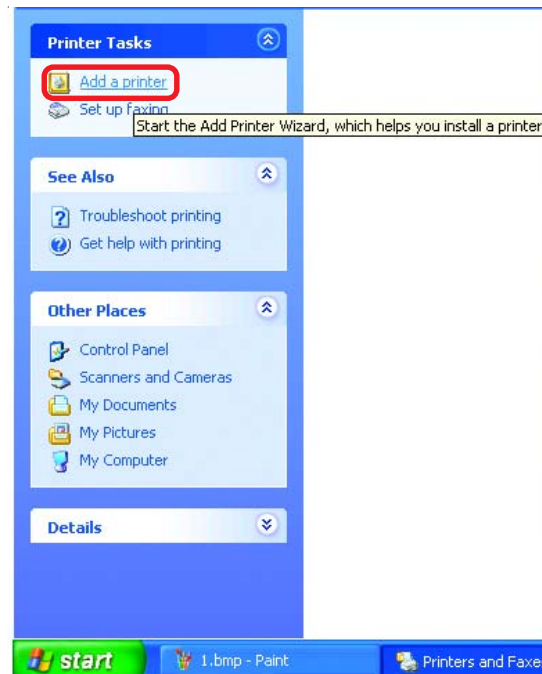 Printer Tasks
Add a printer
Set up faxing
Start the Add Printer Wizard, which helps you install a printer
See Also
Troubleshoot printing
Get help with printing
Other Places
Control Panel
Scanners and Cameras
My Documents
My Pictures
My Computer
Details
start
1.bmp - Paint
Printers and Faxe